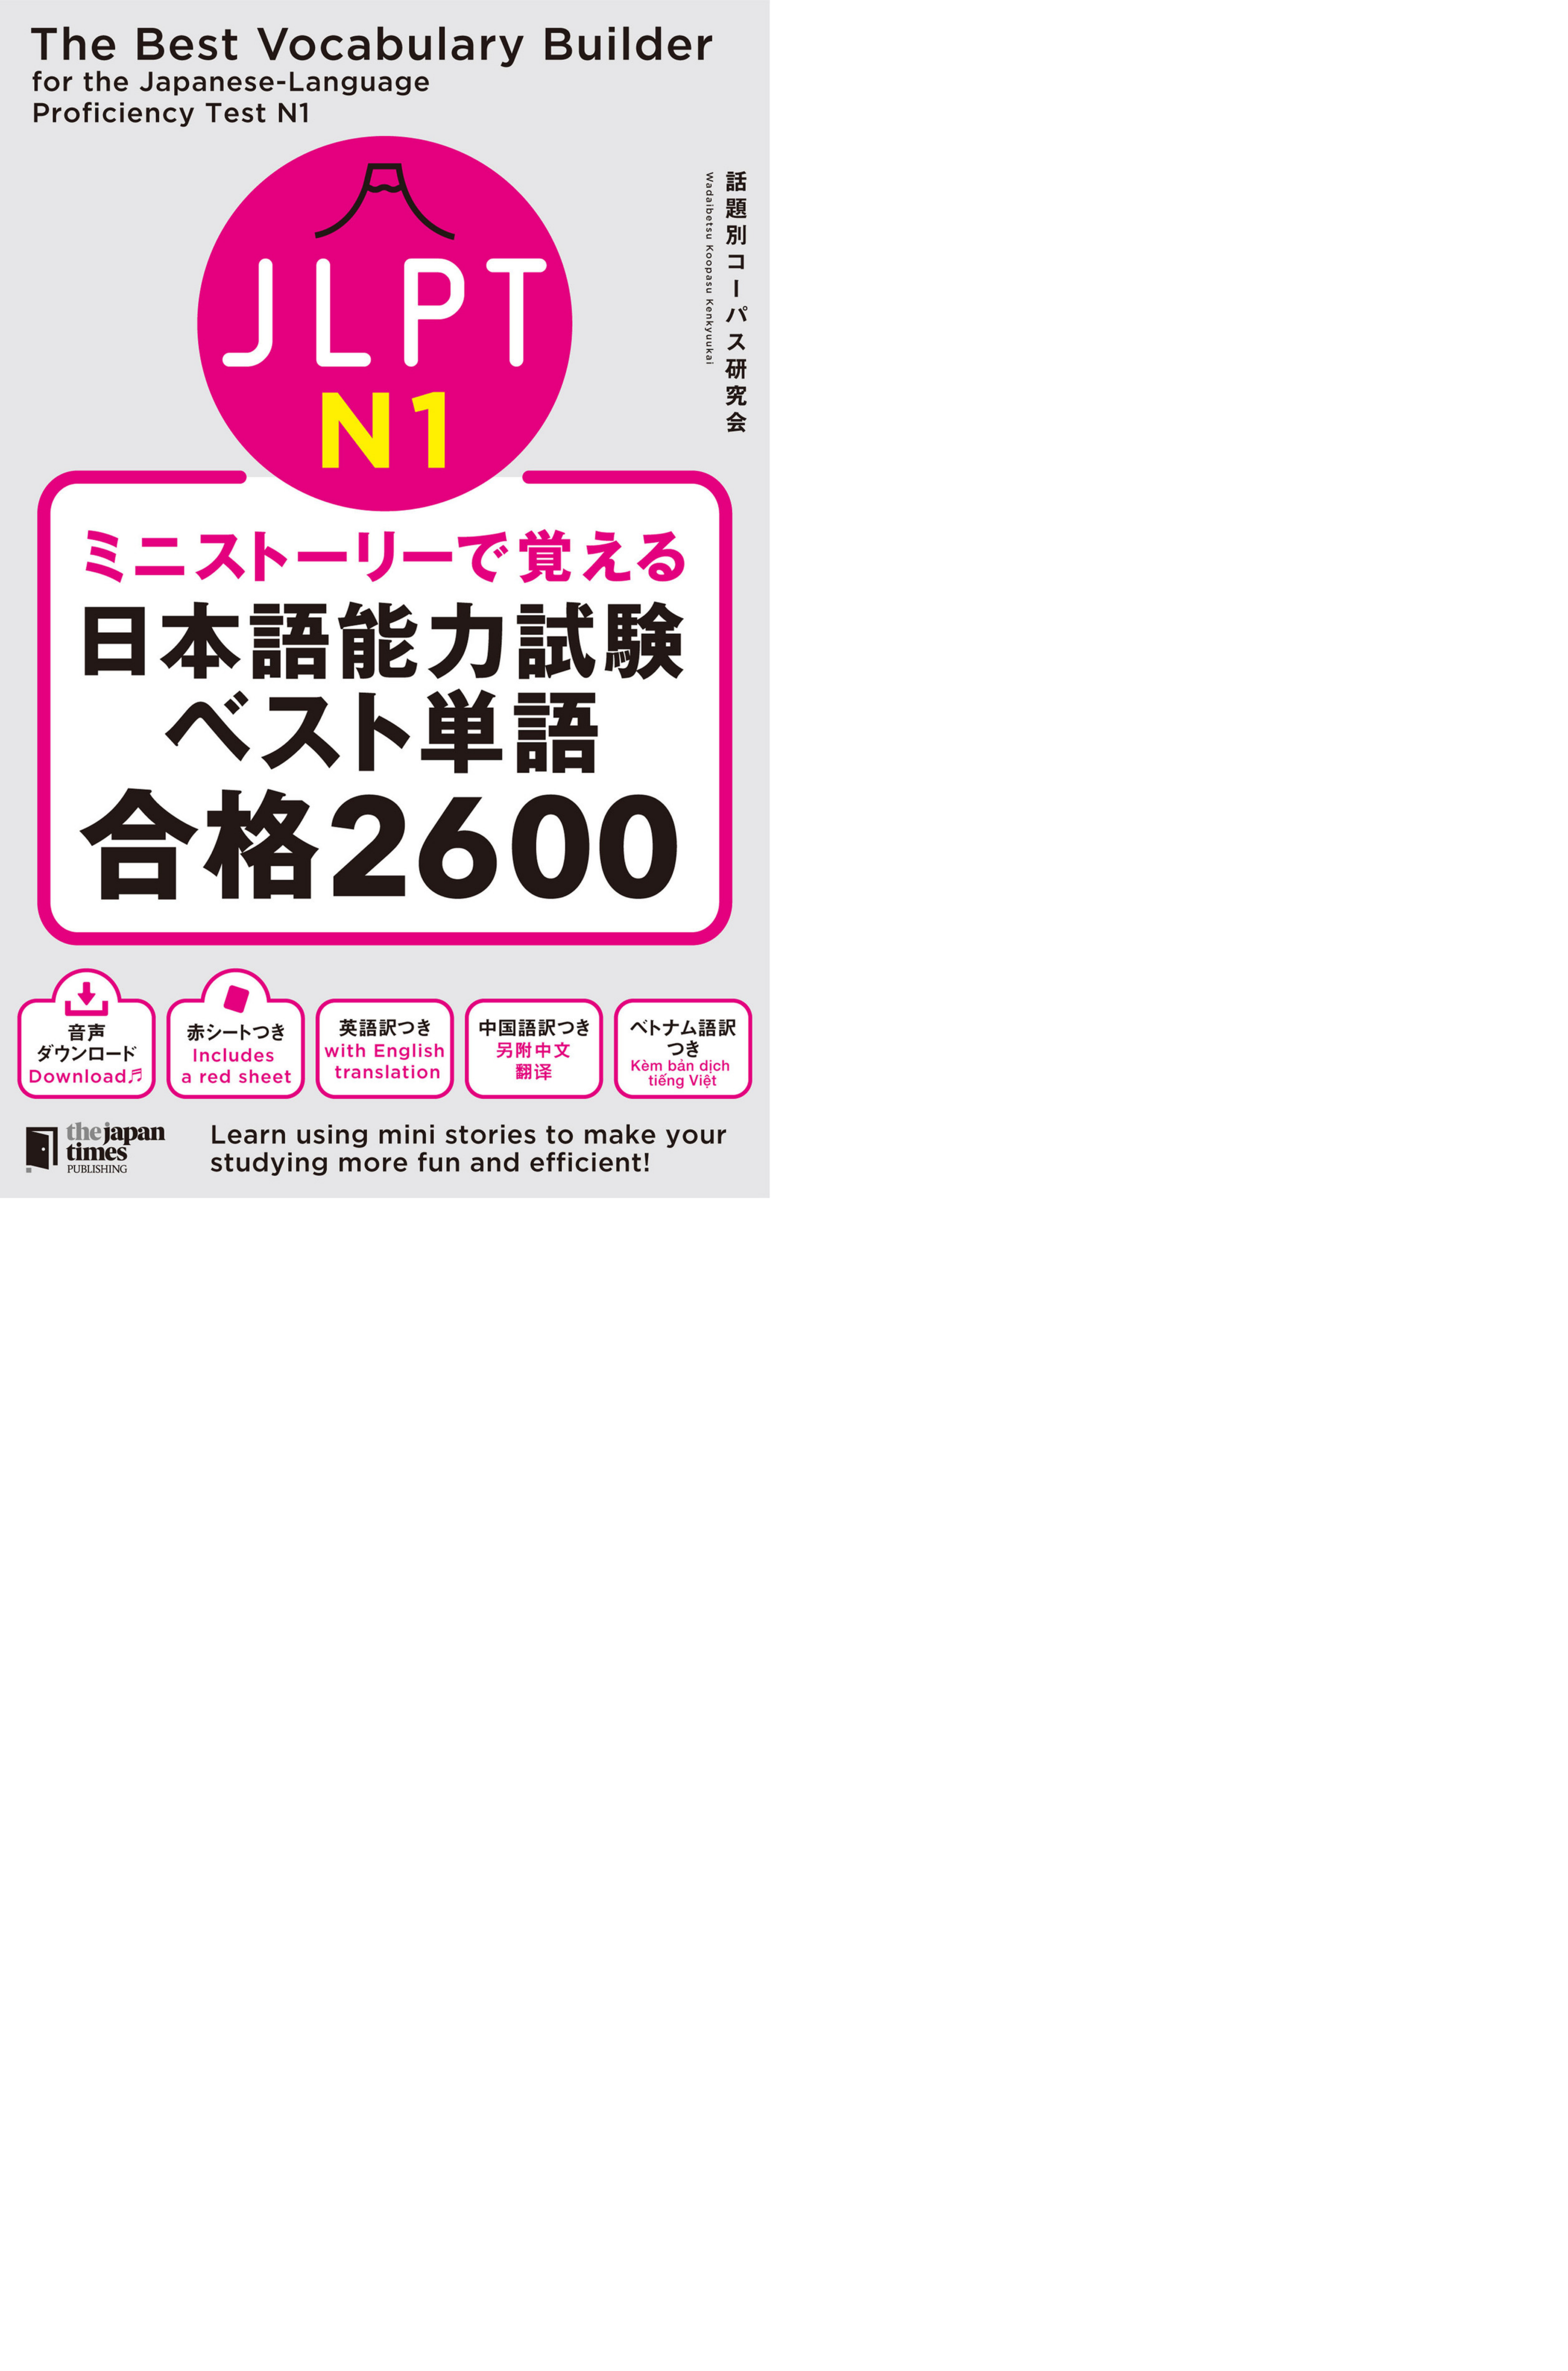 The Best Vocabulary Builder
for the Japanese-Language
Proficiency Test N1
話題別コーパス研究会
Wadaibetsu Koopasu Kenkyuukai
JLPT
N1
ミニストーリーで覚える
日本語能力試験
ベスト単語
合格2600
音声
ダウンロード
Download♬
赤シートつき
Includes
a red sheet
英語訳つき
with English
translation
中国語訳つき
另附中文
翻译
ベトナム語訳
つき
Kèm bản dịch
tiếng Việt
the japan
times
PUBLISHING
Learn using mini stories to make your
studying more fun and efficient!